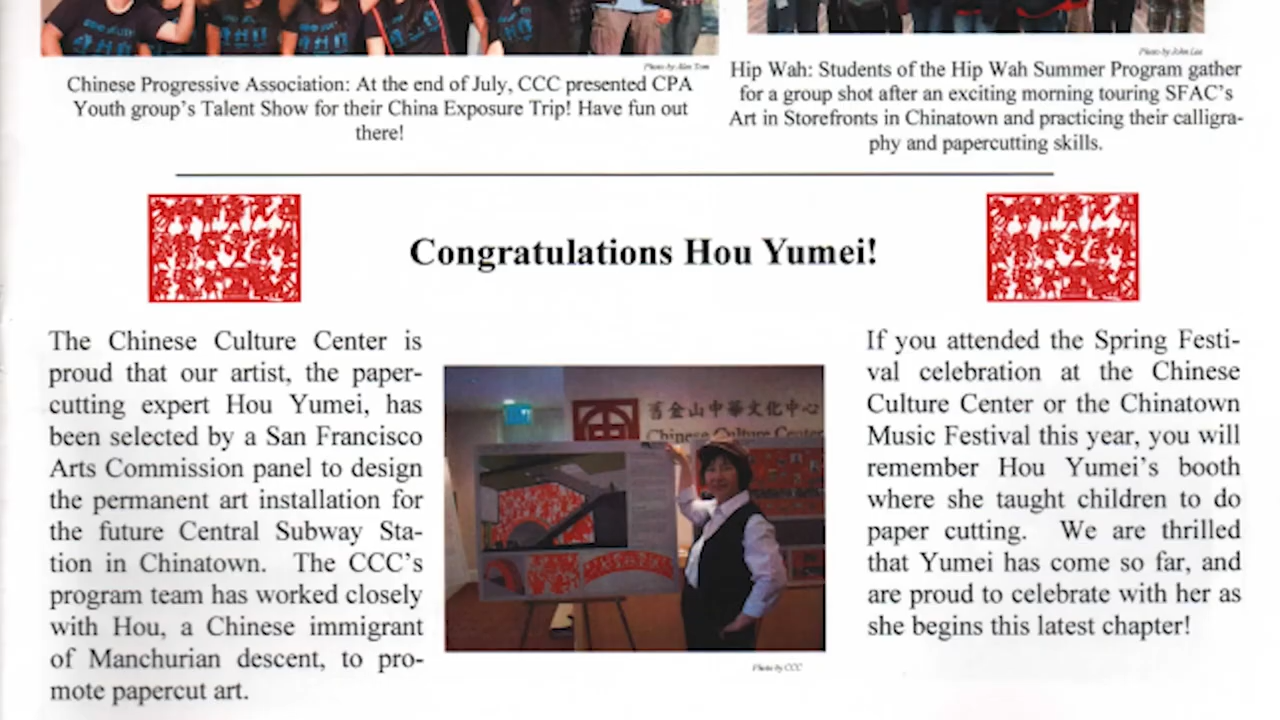 Photo by Alan Tom
Chinese Progressive Association: At the end of July, CCC presented CPA
Youth group's Talent Show for their China Exposure Trip! Have fun out
there!
Photo by John Lee
Hip Wah: Students of the Hip Wah Summer Program gather
for a group shot after an exciting morning touring SFAC's
Art in Storefronts in Chinatown and practicing their calligra-
phy and papercutting skills.
Congratulations Hou Yumei!
The Chinese Culture Center is
proud that our artist, the paper-
cutting expert Hou Yumei, has
been selected by a San Francisco
Arts Commission panel to design
the permanent art installation for
the future Central Subway Sta-
tion in Chinatown. The CCC's
program team has worked closely
with Hou, a Chinese immigrant
of Manchurian descent, to pro-
mote papercut art.
舊金山中華文化中心
Chinese Culture Center
Photo by CCC
If you attended the Spring Festi-
val celebration at the Chinese
Culture Center or the Chinatown
Music Festival this year, you will
remember Hou Yumei's booth
where she taught children to do
paper cutting. We are thrilled
that Yumei has come so far, and
are proud to celebrate with her as
she begins this latest chapter!